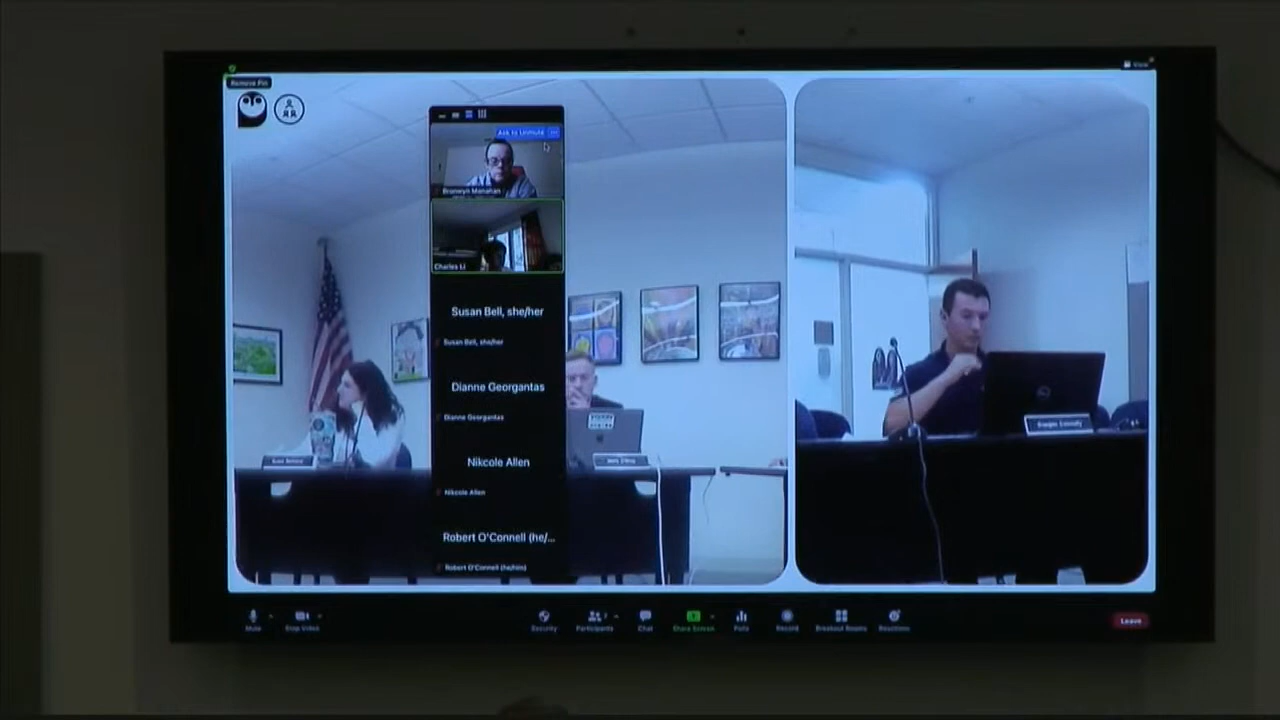 Remove Pin
View
Ask to Unmute
Bronwyn Monahan
Charles Li
Susan Bell, she/her
Susan Bell, she/her
Dianne Georgantas
Dianne Georgantas
Nikcole Allen
Nikcole Allen
Robert O'Connell (he/...
Robert O'Connell (he/him)
Mute
Stop Video
Security
Participants
7
Chat
Share Screen
Polls
Record
Breakout Rooms
Reactions
Leave